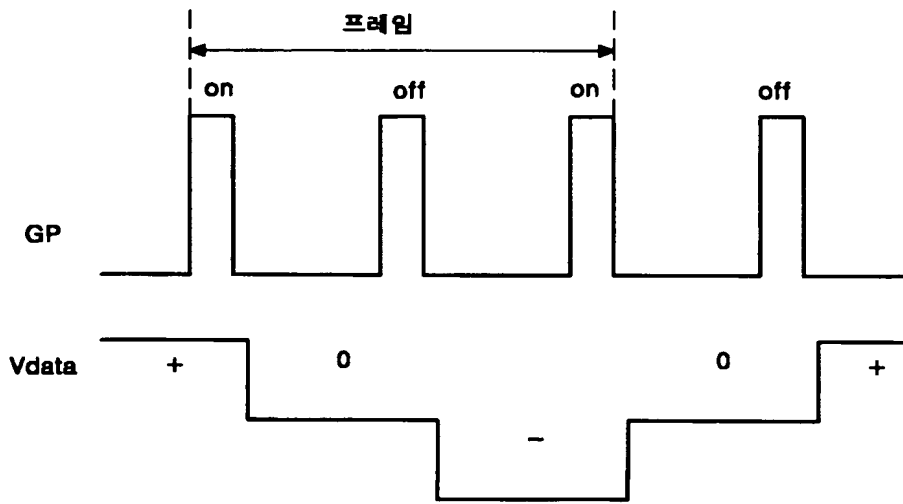 프레임
on off on off
GP
Vdata + 0 − 0 +